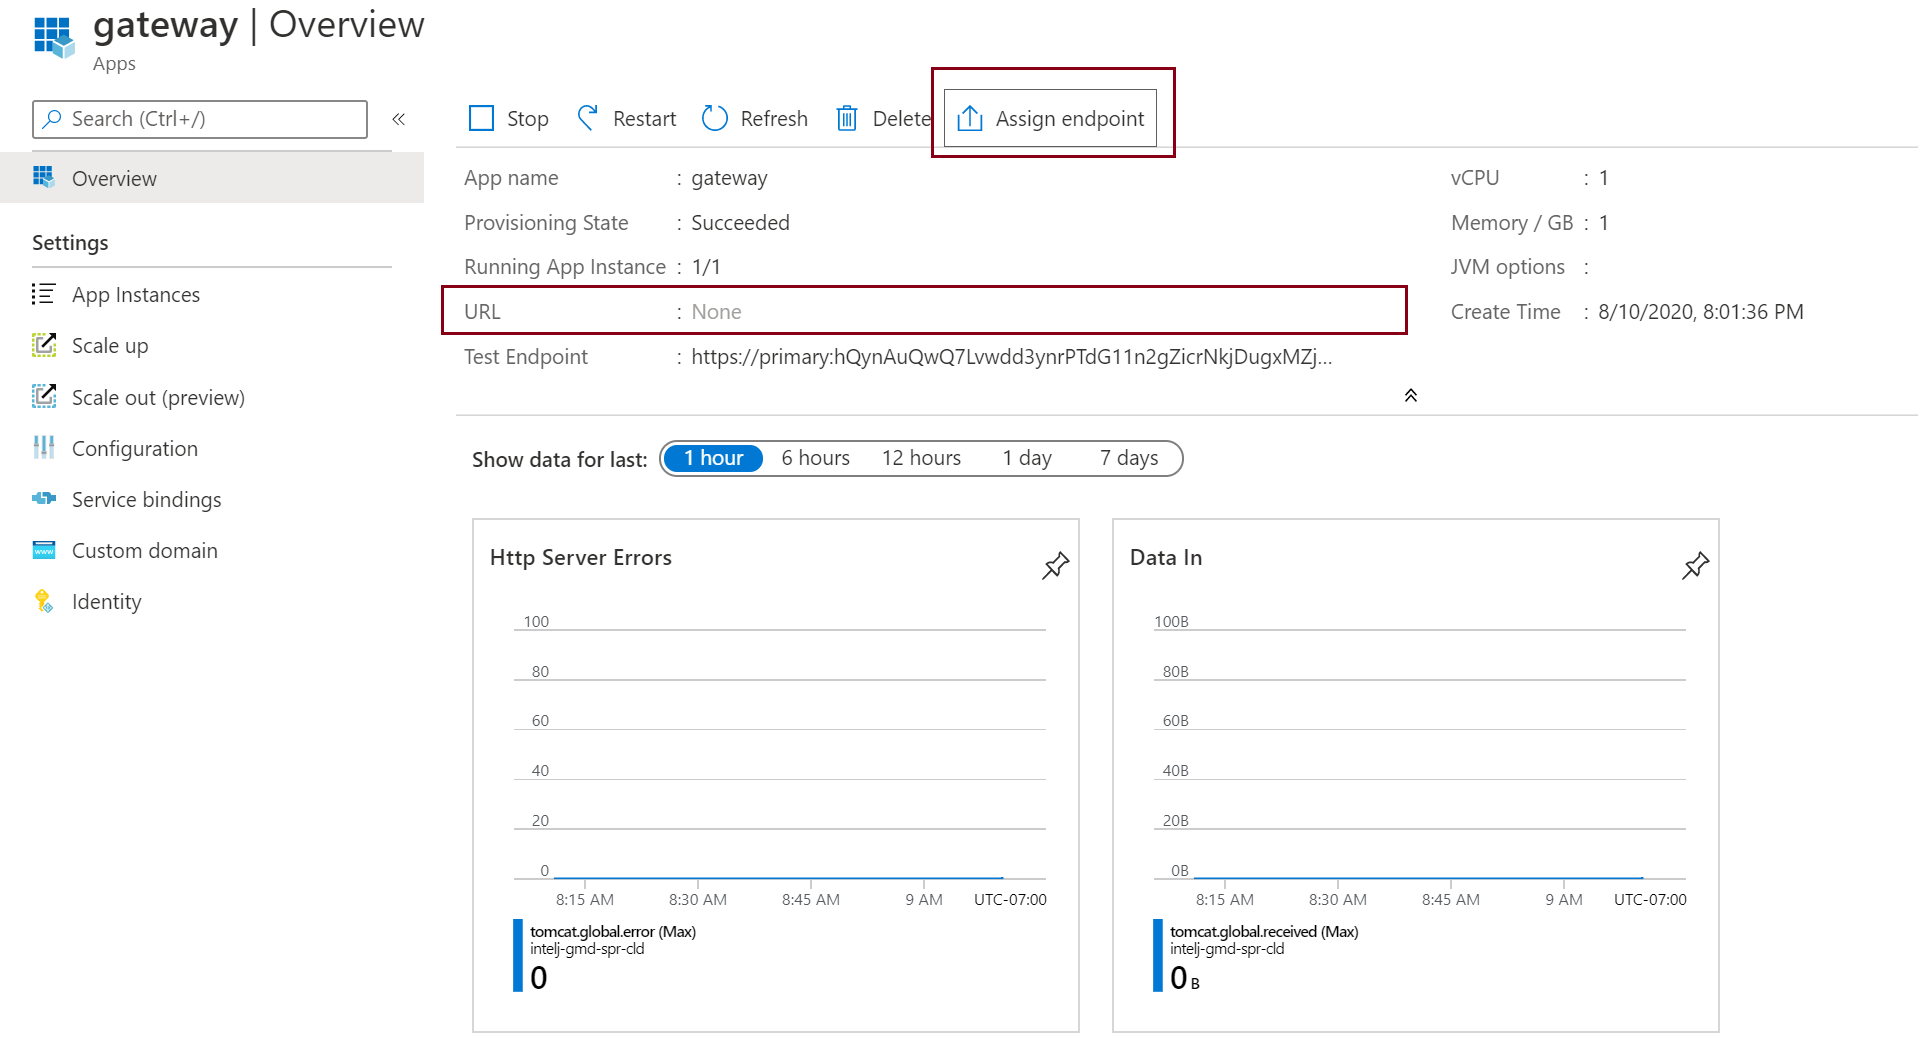 gateway | Overview
Apps
Search (Ctrl+/)
«
Overview
Settings
App Instances
Scale up
Scale out (preview)
Configuration
Service bindings
www
Custom domain
Identity
Stop Restart Refresh Delete Assign endpoint
App name : gateway
Provisioning State : Succeeded
Running App Instance : 1/1
URL : None
Test Endpoint : https://primary:hQynAuQwQ7Lvwdd3ynrPTdG11n2gZicrNkjDugxMZj...
vCPU : 1
Memory / GB : 1
JVM options :
Create Time : 8/10/2020, 8:01:36 PM
Show data for last: 1 hour 6 hours 12 hours 1 day 7 days
Http Server Errors
100
80
60
40
20
0
8:15 AM 8:30 AM 8:45 AM 9 AM UTC-07:00
tomcat.global.error (Max)
intelj-gmd-spr-cld
0
Data In
100B
80B
60B
40B
20B
0B
8:15 AM 8:30 AM 8:45 AM 9 AM UTC-07:00
tomcat.global.received (Max)
intelj-gmd-spr-cld
0 B